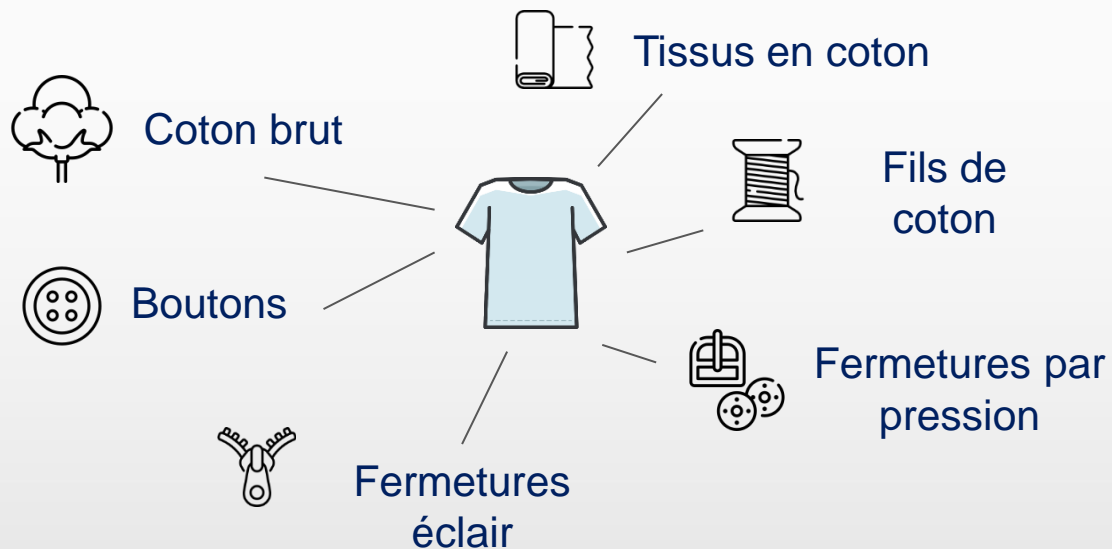 Tissus en coton
Coton brut
Fils de
coton
Boutons
Fermetures par
pression
Fermetures
éclair